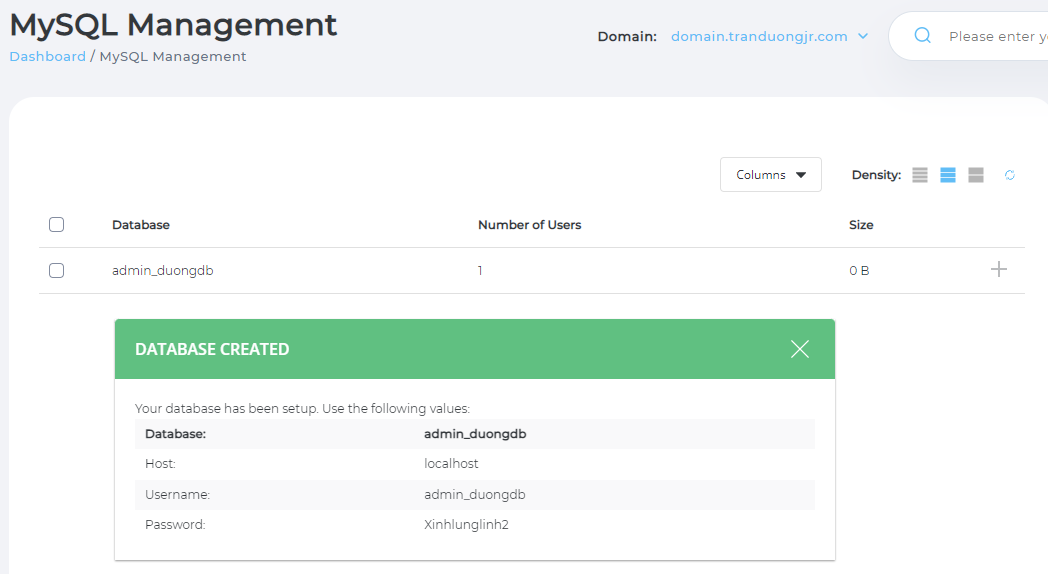 MySQL Management
Dashboard / MySQL Management
Domain: domain.tranduongjr.com
Please enter
Columns
Density:
Database Number of Users Size
admin_duongdb 1 0 B
DATABASE CREATED
Your database has been setup. Use the following values:
Database: admin_duongdb
Host: localhost
Username: admin_duongdb
Password: Xinhlunglinh2